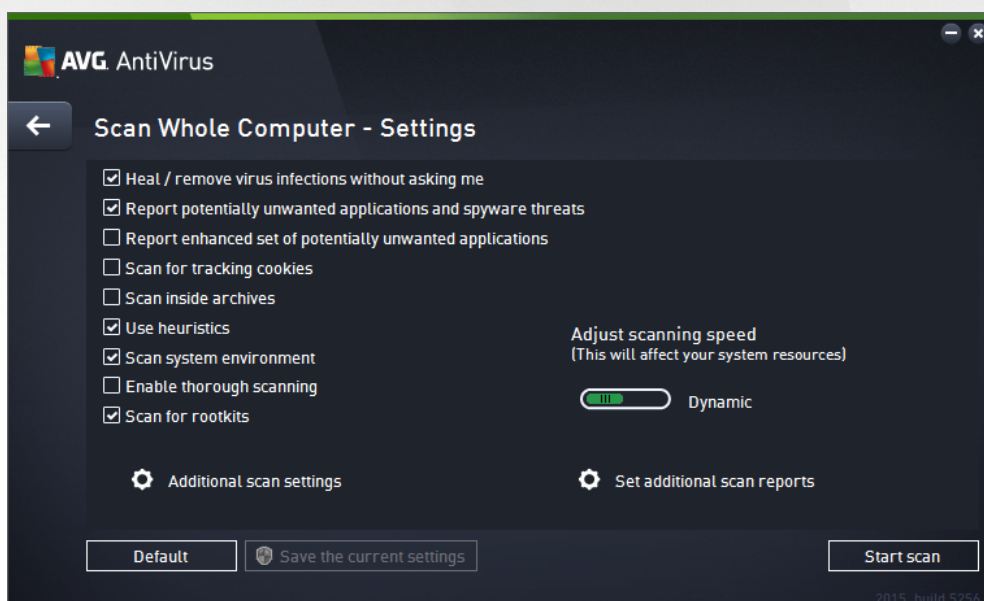 AVG. AntiVirus
Scan Whole Computer - Settings
Heal / remove virus infections without asking me
Report potentially unwanted applications and spyware threats
Report enhanced set of potentially unwanted applications
Scan for tracking cookies
Scan inside archives
Use heuristics
Scan system environment
Enable thorough scanning
Scan for rootkits
Adjust scanning speed
(This will affect your system resources)
Dynamic
Additional scan settings
Set additional scan reports
Default
Save the current settings
Start scan
2015, build 5256